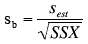 s_b = s_est / √SSX